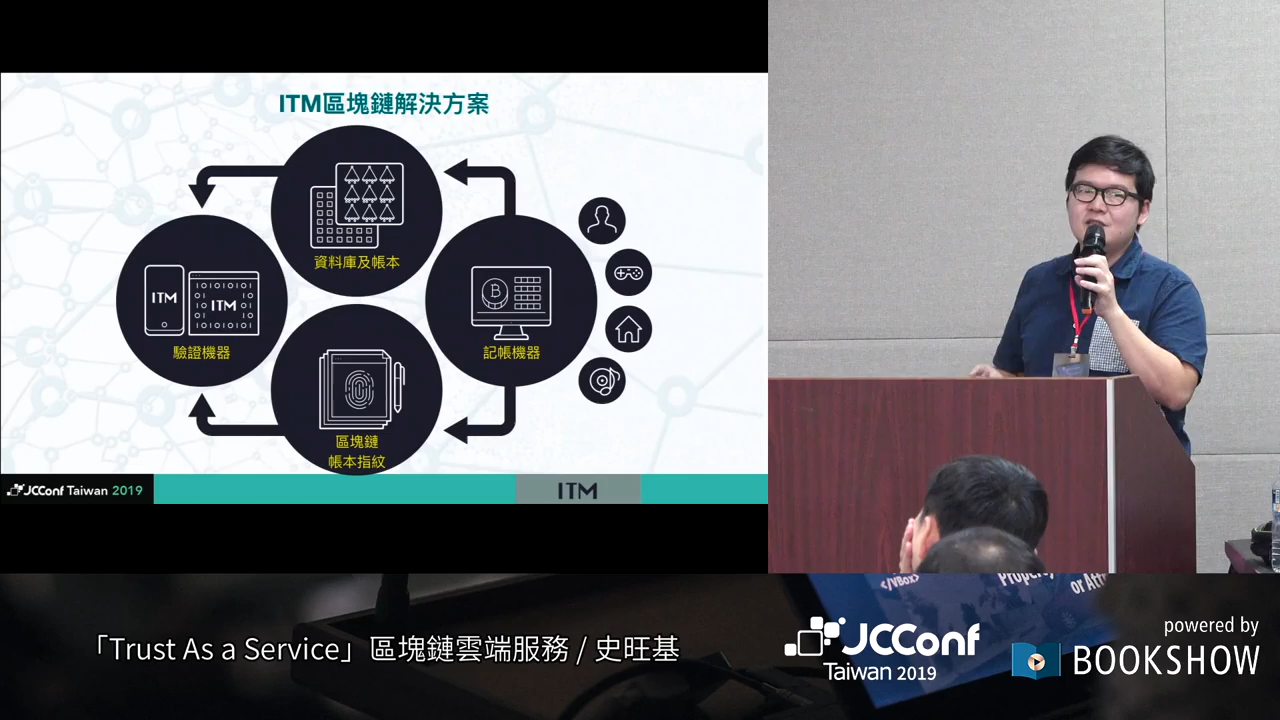 ITM區塊鏈解決方案
資料庫及帳本
ITM
ITM
驗證機器
記帳機器
區塊鏈
帳本指紋
JCConf Taiwan 2019
ITM
</VBox>
or
「Trust As a Service」區塊鏈雲端服務 / 史旺基
JCConf
Taiwan 2019
powered by
BOOKSHOW